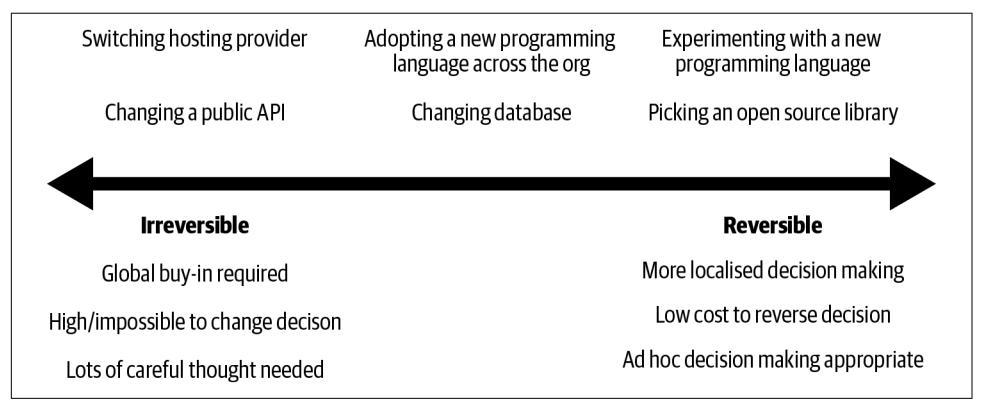 Switching hosting provider
Adopting a new programming
language across the org
Experimenting with a new
programming language
Changing a public API
Changing database
Picking an open source library
Irreversible
Reversible
Global buy-in required
More localised decision making
High/impossible to change decison
Low cost to reverse decision
Lots of careful thought needed
Ad hoc decision making appropriate